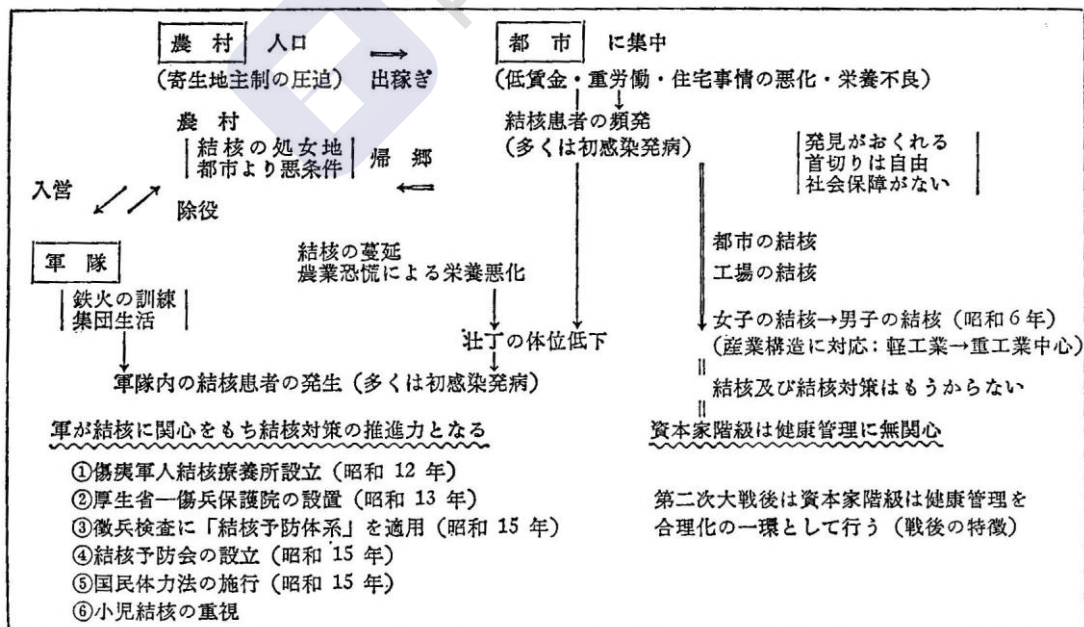 農村 人口 ⟹ 都市 に集中
(寄生地主制の圧迫) 出稼ぎ (低賃金・重労働・住宅事情の悪化・栄養不良)
農村
結核の処女地
都市より悪条件
帰郷
結核患者の頻発
(多くは初感染発病)
発見がおくれる
首切りは自由
社会保障がない
入営
除役
軍隊
鉄火の訓練
集団生活
結核の蔓延
農業恐慌による栄養悪化
都市の結核
工場の結核
女子の結核→男子の結核 (昭和6年)
(産業構造に対応:軽工業→重工業中心)
壮丁の体位低下
軍隊内の結核患者の発生 (多くは初感染発病)
結核及び結核対策はもうからない
軍が結核に関心をもち結核対策の推進力となる
資本家階級は健康管理に無関心
①傷痍軍人結核療養所設立 (昭和 12 年)
②厚生省—傷兵保護院の設置 (昭和 13 年)
③徴兵検査に「結核予防体系」を適用 (昭和 15 年)
④結核予防会の設立 (昭和 15 年)
⑤国民体力法の施行 (昭和 15 年)
⑥小児結核の重視
第二次大戦後は資本家階級は健康管理を
合理化の一環として行う (戦後の特徴)